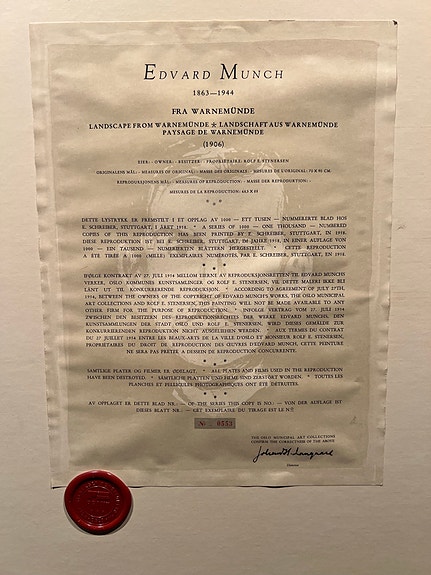 EDVARD MUNCH
1863—1944
FRA WARNEMÜNDE
LANDSCAPE FROM WARNEMÜNDE ★ LANDSCHAFT AUS WARNEMÜNDE
PAYSAGE DE WARNEMÜNDE
(1906)
EIER: · OWNER: · BESITZER: · PROPRIÉTAIRE: ROLF E. STENERSEN
ORIGINALENS MÅL: · MEASURES OF ORIGINAL: · MASSE DES ORIGINALS: · MESURES DE L'ORIGINAL:
REPRODUKSJONENS MÅL: · MEASURES OF REPRODUCTION: · MASSE DER REPRODUKTION:
MESURES DE LA REPRODUCTION:
* * *
DETTE LYSTRYKK ER FREMSTILT I ET OPPLAG AV 1000 — ETT TUSEN — NUMMERERTE BLAD HOS
E. SCHREIBER, STUTTGART, I ÅR 1958. * A SERIES OF 1000 — ONE THOUSAND — NUMBERED
COPIES OF THIS REPRODUCTION HAS BEEN PRINTED BY E. SCHREIBER, STUTTGART, IN 1958.
DIESE REPRODUKTION IST BEI E. SCHREIBER, STUTTGART, IM JAHRE 1958, IN EINER AUFLAGE VON
1000 — EIN TAUSEND — NUMERIERTEN BLÄTTERN HERGESTELLT. * CETTE REPRODUCTION
A ÉTÉ TIRÉE À 1000 (MILLE) EXEMPLAIRES NUMÉROTÉS, PAR E. SCHREIBER, STUTTGART, EN 1958.
* * *
IFØLGE KONTRAKT AV 27. JULI 1934 MELLOM EIERNE AV REPRODUKSJONSRETTEN TIL EDVARD MUNCHS
VERKER, OSLO KOMMUNES KUNSTSAMLINGER OG ROLF E. STENERSEN, VIL DETTE MALERI IKKE BLI
LÅNT UT TIL KONKURRERENDE REPRODUKSJON. * ACCORDING TO AGREEMENT OF JULY 27TH,
1934, BETWEEN THE OWNERS OF THE COPYRIGHT OF EDVARD MUNCH'S WORKS, THE OSLO MUNICIPAL
ART COLLECTIONS AND ROLF E. STENERSEN, THIS PAINTING WILL NOT BE MADE AVAILABLE TO ANY
OTHER FIRM FOR THE PURPOSE OF REPRODUCTION. * INFOLGE VERTRAG VOM 27. JULI 1934
ZWISCHEN DEN BESITZERN DES REPRODUKTIONSRECHTES DER WERKE EDVARD MUNCHS, DEN
KUNSTSAMMLUNGEN DER STADT OSLO UND ROLF E. STENERSEN, WIRD DIESES GEMÄLDE ZUR
KONKURRIERENDEN REPRODUKTION NICHT AUSGELIEHEN WERDEN. * AUX TERMES DU CONTRAT
DU 27 JUILLET 1934 ENTRE LES BEAUX-ARTS DE LA VILLE D'OSLO ET MONSIEUR ROLF E. STENERSEN,
PROPRIÉTAIRES DU DROIT DE REPRODUCTION DES ŒUVRES D'EDVARD MUNCH, CETTE PEINTURE
NE SERA PAS PRÊTÉE À DESSEIN DE REPRODUCTION CONCURRENTE.
* * *
SAMTLIGE PLATER OG FILMER ER ØDELAGT. * ALL PLATES AND FILMS USED IN THE REPRODUCTION
HAVE BEEN DESTROYED. * SÄMTLICHE PLATTEN UND FILME SIND ZERSTÖRT WORDEN. * TOUTES LES
PLANCHES ET PELLICULES PHOTOGRAPHIQUES ONT ÉTÉ DÉTRUITES.
* * *
AV OPPLAGET ER DETTE BLAD NR.: — OF THE SERIES THIS COPY IS NO.: — VON DER AUFLAGE IST
DIESES BLATT NR.: — CET EXEMPLAIRE DU TIRAGE EST LE Nº
Nº 0553
THE OSLO MUNICIPAL ART COLLECTIONS
CONFIRM THE CORRECTNESS OF THE ABOVE
Director